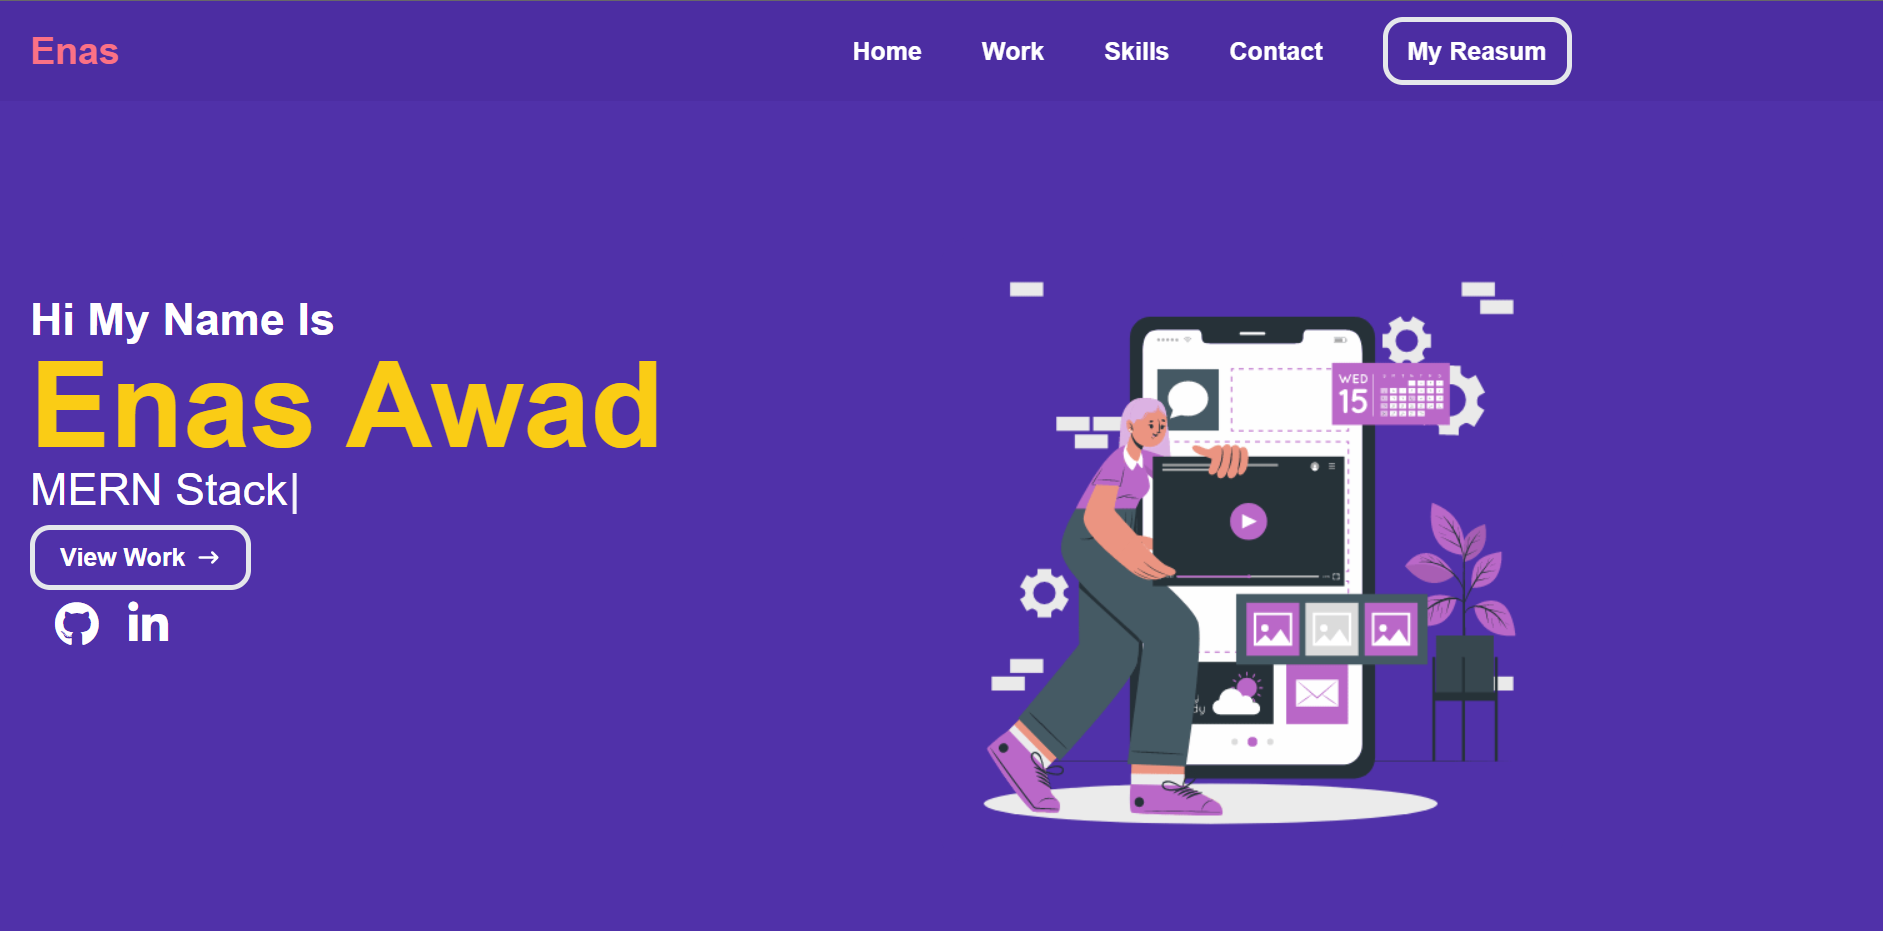 Enas
Home Work Skills Contact My Reasum
Hi My Name Is
Enas Awad
MERN Stack|
View Work →
in
WED
15